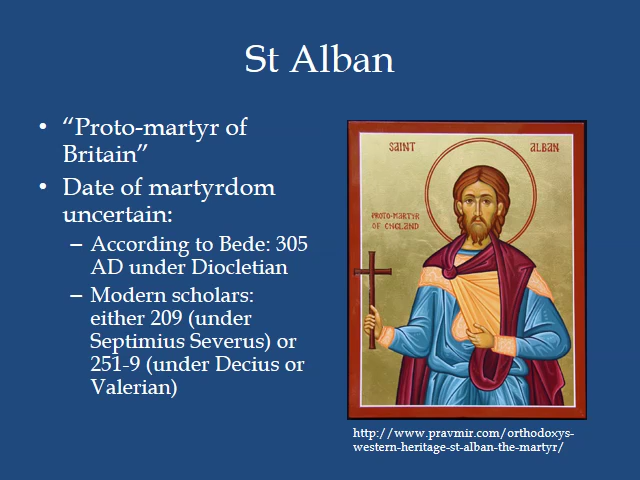 St Alban
• “Proto-martyr of
Britain”
• Date of martyrdom
uncertain:
– According to Bede: 305
AD under Diocletian
– Modern scholars:
either 209 (under
Septimius Severus) or
251-9 (under Decius or
Valerian)
SAINT ALBAN
PROTO-MARTYR
OF ENGLAND
http://www.pravmir.com/orthodoxys-
western-heritage-st-alban-the-martyr/